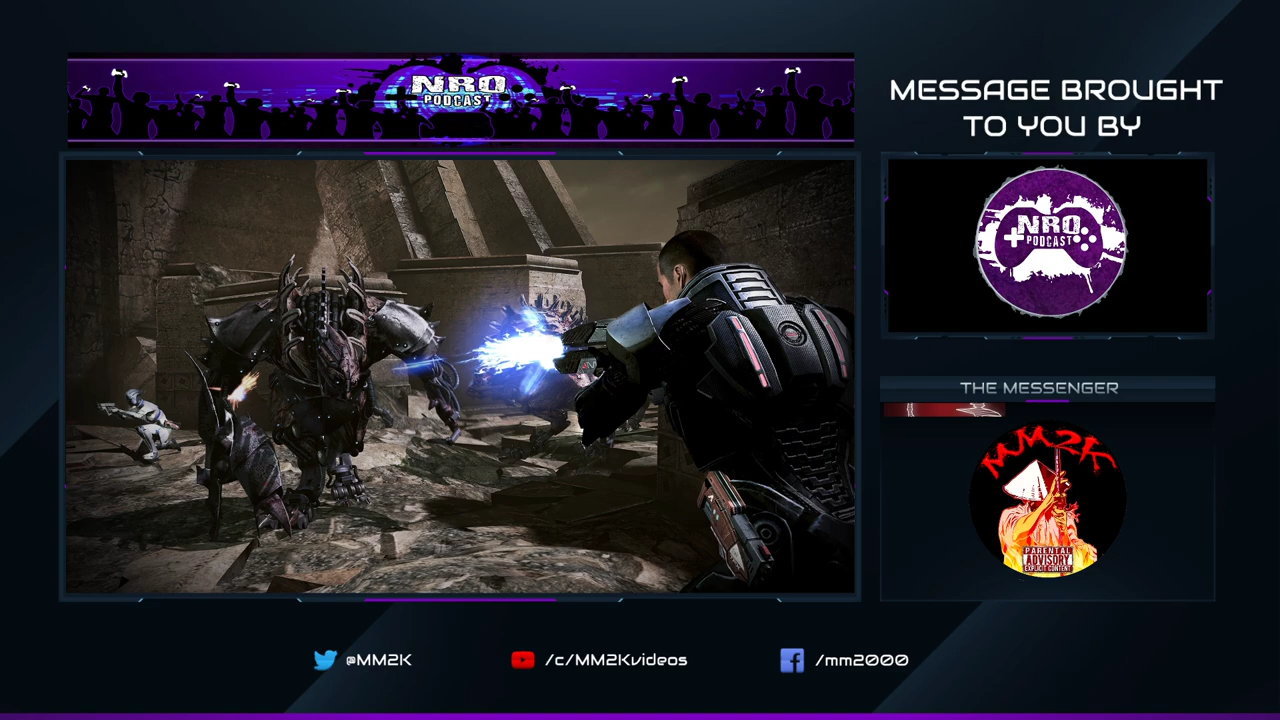 NRO
PODCAST
MESSAGE BROUGHT
TO YOU BY
NRO
PODCAST
THE MESSENGER
MM2K
PARENTAL
ADVISORY
EXPLICIT CONTENT
@MM2K
/c/MM2Kvideos
/mm2000